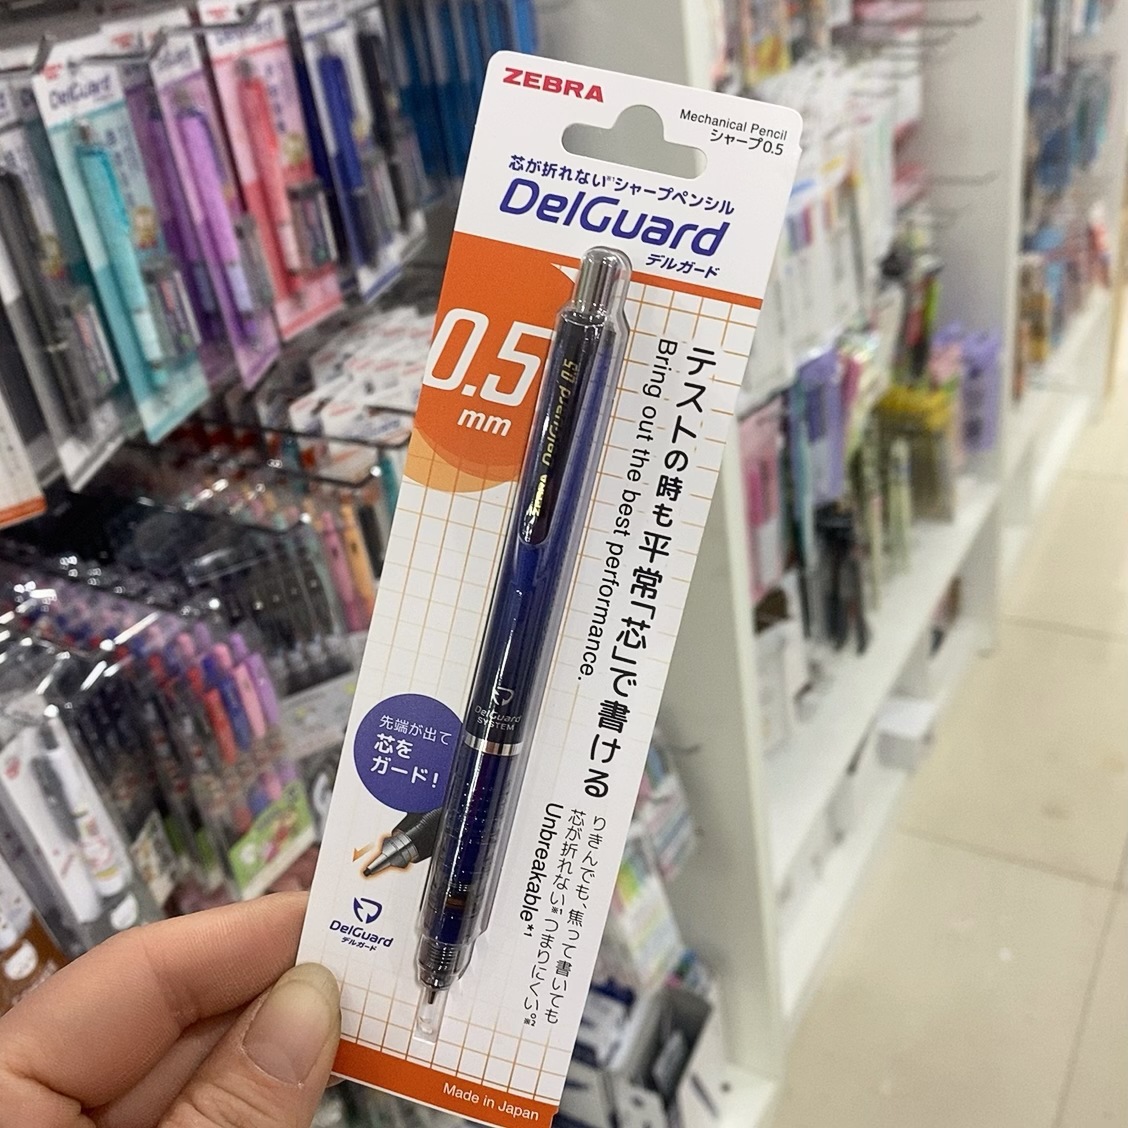 ZEBRA
Mechanical Pencil
シャープ0.5
芯が折れない※1シャープペンシル
DelGuard
デルガード
0.5
mm
テストの時も平常「芯」で書ける
Bring out the best performance.
ZEBRA DelGuard 0.5
DelGuard
SYSTEM
先端が出て
芯を
ガード!
りきんでも、焦って書いても
芯が折れない※1つまりにくい。※2
Unbreakable*1
DelGuard
デルガード
Made in Japan
DelGuard